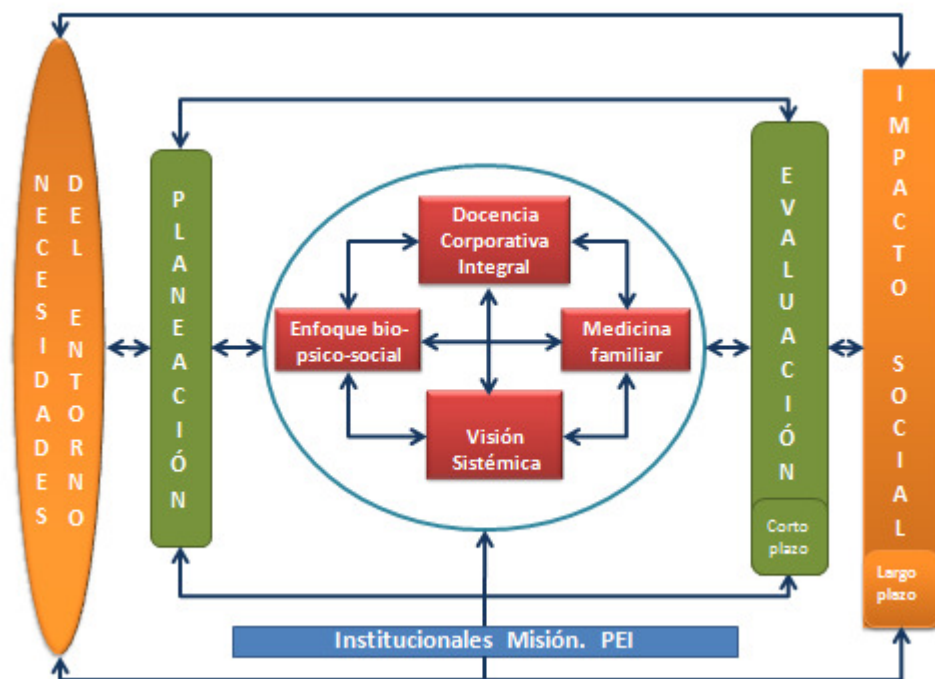 NECESIDADES
DEL ENTORNO
PLANEACIÓN
Docencia
Corporativa
Integral
Enfoque bio-
psico-social
Medicina
familiar
Visión
Sistémica
EVALUACIÓN
Corto
plazo
IMPACTO SOCIAL
Largo
plazo
Institucionales Misión. PEI